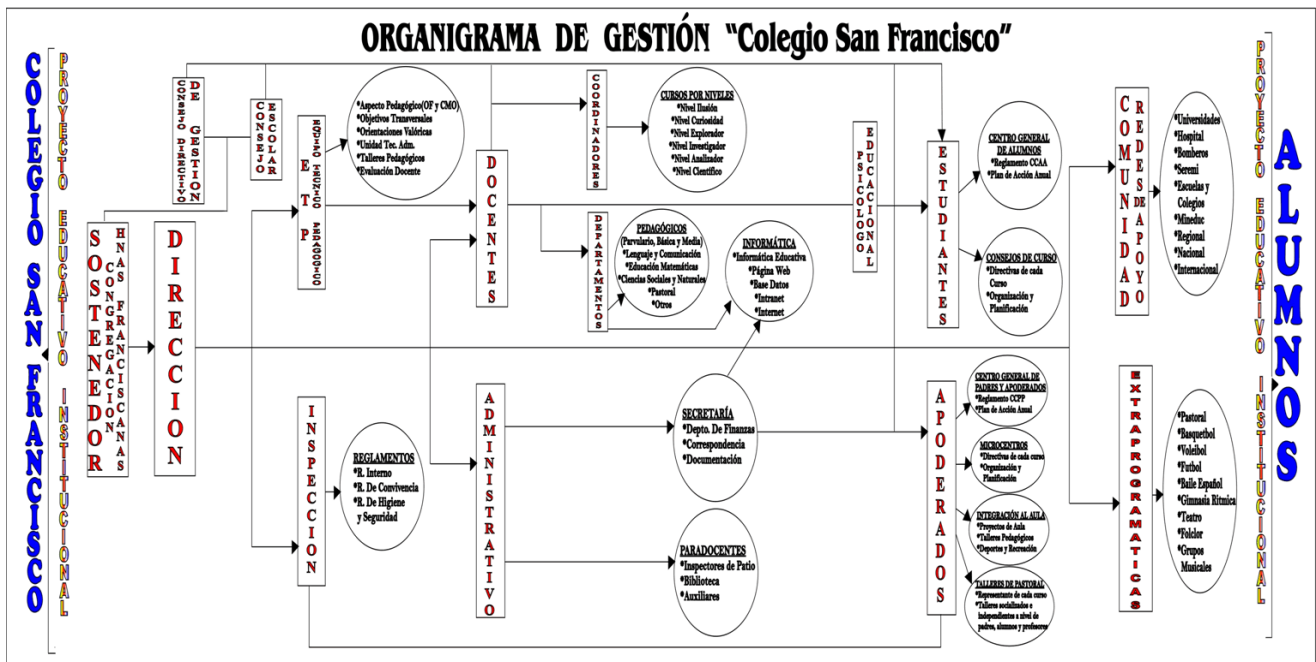 ORGANIGRAMA DE GESTIÓN "Colegio San Francisco"
COLEGIO SAN FRANCISCO
PROYECTO EDUCATIVO INSTITUCIONAL
SOSTENEDOR
CONGREGACION
HNAS FRANCISCANAS
DIRECCION
CONSEJO DIRECTIVO
DE GESTION
CONSEJO
ESCOLAR
E T P
EQUIPO TECNICO PEDAGOGICO
*Aspecto Pedagógico(OF y CMO)
*Objetivos Transversales
*Orientaciones Valóricas
*Unidad Tec. Adm.
*Talleres Pedagógicos
*Evaluación Docente
INSPECCION
REGLAMENTOS
*R. Interno
*R. De Convivencia
*R. De Higiene
y Seguridad
DOCENTES
ADMINISTRATIVO
COORDINADORES
CURSOS POR NIVELES
*Nivel Ilusión
*Nivel Curiosidad
*Nivel Explorador
*Nivel Investigador
*Nivel Analizador
*Nivel Científico
DEPARTAMENTOS
PEDAGÓGICOS
(Parvulario, Básica y Media)
*Lenguaje y Comunicación
*Educación Matemáticas
*Ciencias Sociales y Naturales
*Pastoral
*Otros
INFORMÁTICA
*Informática Educativa
*Página Web
*Base Datos
*Intranet
*Internet
SECRETARÍA
*Depto. De Finanzas
*Correspondencia
*Documentación
PARADOCENTES
*Inspectores de Patio
*Biblioteca
*Auxiliares
PSICOLOGO
EDUCACIONAL
ESTUDIANTES
CENTRO GENERAL
DE ALUMNOS
*Reglamento CCAA
*Plan de Acción Anual
CONSEJOS DE CURSO
*Directivas de cada
Curso
*Organización y
Planificación
APODERADOS
CENTRO GENERAL DE
PADRES Y APODERADOS
*Reglamento CCPP
*Plan de Acción Anual
MICROCENTROS
*Directivas de cada curso
*Organización y
Planificación
INTEGRACIÓN AL AULA
*Proyectos de Aula
*Talleres Pedagógicos
*Deportes y Recreación
TALLERES DE PASTORAL
*Representante de cada curso
*Talleres socializados e
independientes a nivel de
padres, alumnos y profesores
COMUNIDAD
REDES DE APOYO
*Universidades
*Hospital
*Bomberos
*Seremi
*Escuelas y
Colegios
*Mineduc
*Regional
*Nacional
*Internacional
EXTRAPROGRAMATICAS
*Pastoral
*Basquetbol
*Voleibol
*Futbol
*Baile Español
*Gimnasia Rítmica
*Teatro
*Folclor
*Grupos
Musicales
PROYECTO EDUCATIVO INSTITUCIONAL
ALUMNOS